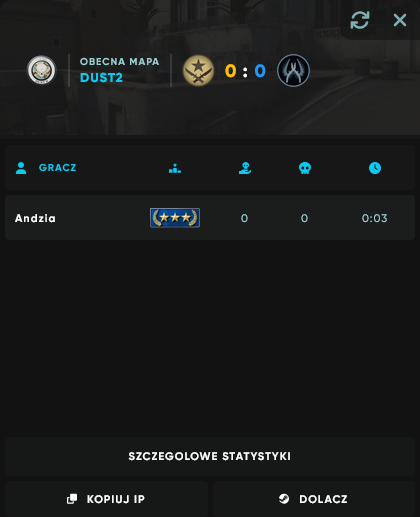 OBECNA MAPA
DUST2
0 : 0
GRACZ
Andzia 0 0 0:03
SZCZEGOLOWE STATYSTYKI
KOPIUJ IP
DOLACZ